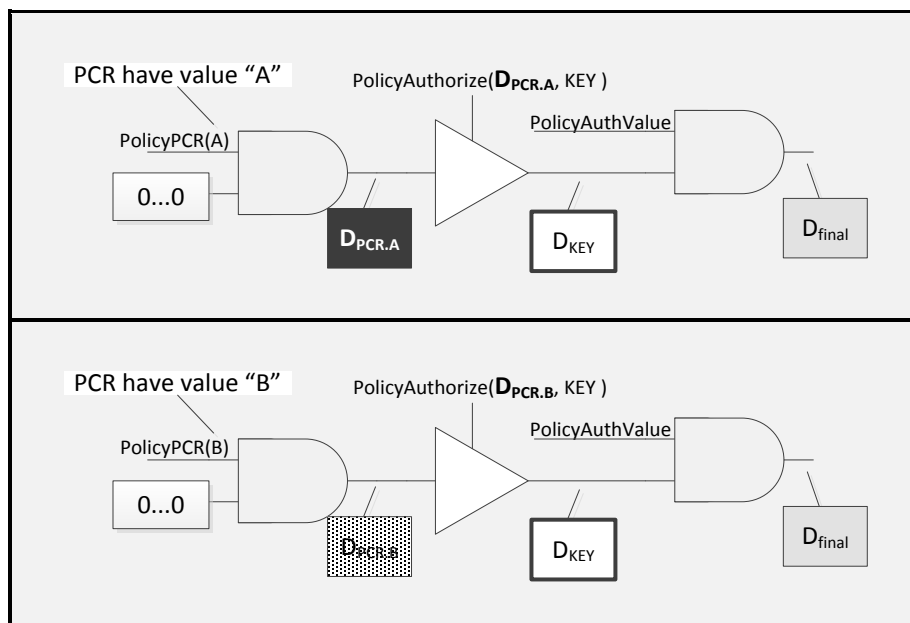 PCR have value “A”
PolicyAuthorize(DPCR.A, KEY )
PolicyAuthValue
PolicyPCR(A)
0...0
DPCR.A
DKEY
Dfinal
PCR have value “B”
PolicyAuthorize(DPCR.B, KEY )
PolicyAuthValue
PolicyPCR(B)
0...0
DPCR.B
DKEY
Dfinal